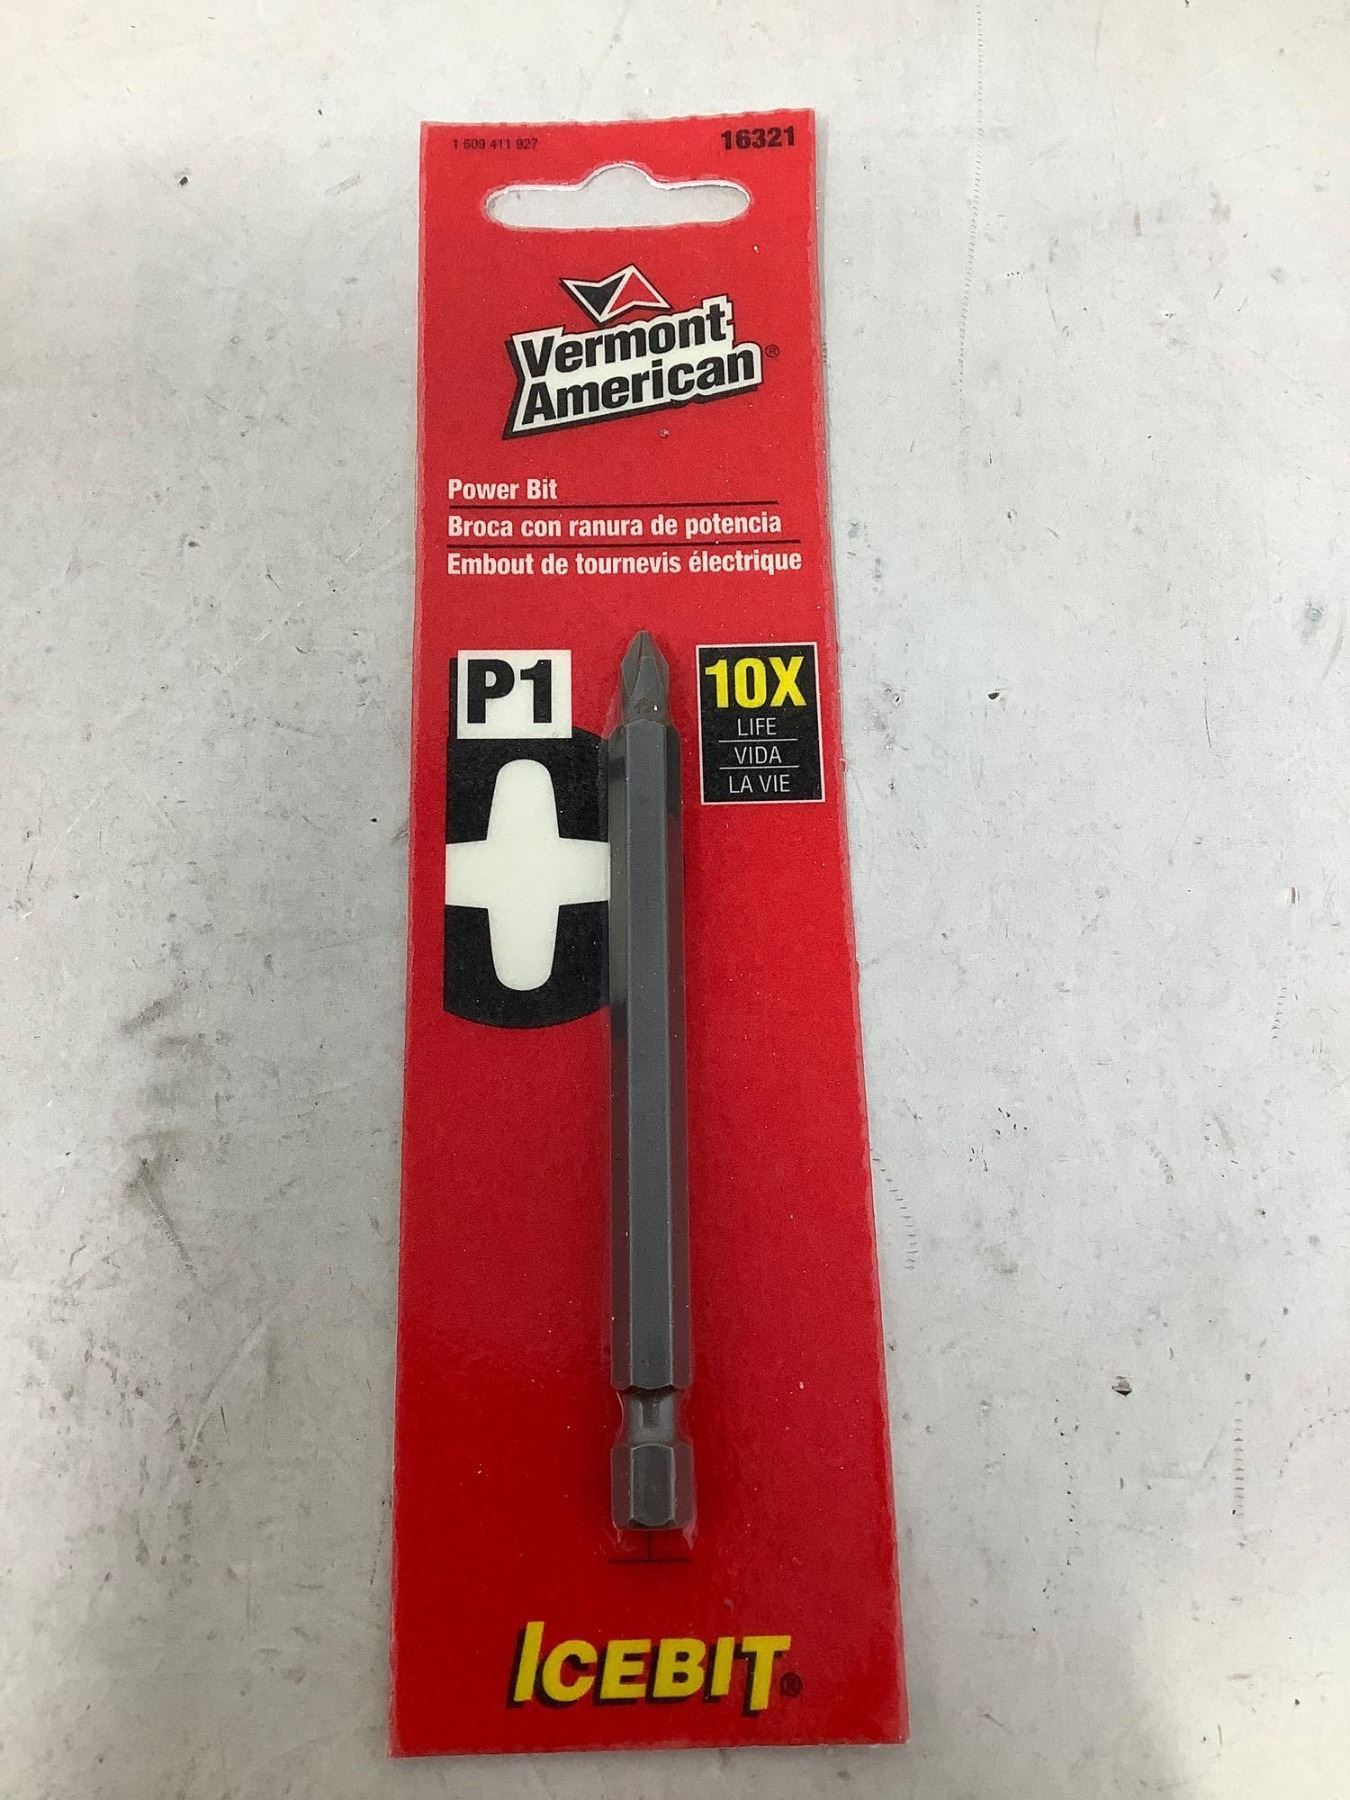 1 609 411 927
16321
Vermont
American®
Power Bit
Broca con ranura de potencia
Embout de tournevis électrique
P1
10X
LIFE
VIDA
LA VIE
ICEBIT®